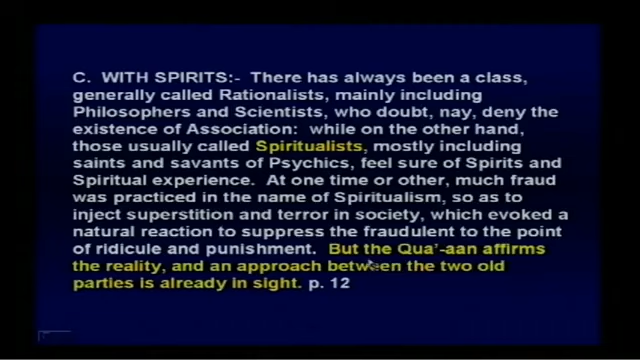 C. WITH SPIRITS:- There has always been a class,
generally called Rationalists, mainly including
Philosophers and Scientists, who doubt, nay, deny the
existence of Association: while on the other hand,
those usually called Spiritualists, mostly including
saints and savants of Psychics, feel sure of Spirits and
Spiritual experience. At one time or other, much fraud
was practiced in the name of Spiritualism, so as to
inject superstition and terror in society, which evoked a
natural reaction to suppress the fraudulent to the point
of ridicule and punishment. But the Qua'-aan affirms
the reality, and an approach between the two old
parties is already in sight. p. 12